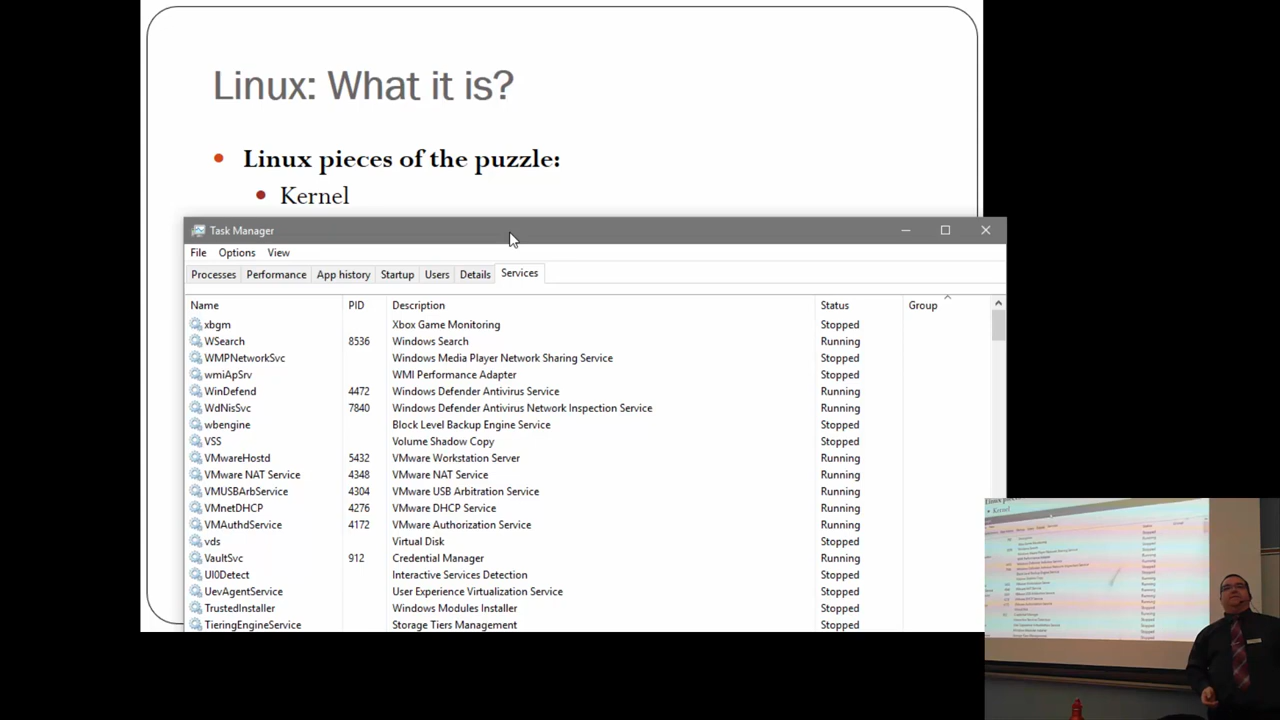 Linux: What it is?
• Linux pieces of the puzzle:
• Kernel
Task Manager
File Options View
Processes Performance App history Startup Users Details Services
Name PID Description Status Group
xbgm Xbox Game Monitoring Stopped
WSearch 8536 Windows Search Running
WMPNetworkSvc Windows Media Player Network Sharing Service Stopped
wmiApSrv WMI Performance Adapter Stopped
WinDefend 4472 Windows Defender Antivirus Service Running
WdNisSvc 7840 Windows Defender Antivirus Network Inspection Service Running
wbengine Block Level Backup Engine Service Stopped
VSS Volume Shadow Copy Stopped
VMwareHostd 5432 VMware Workstation Server Running
VMware NAT Service 4348 VMware NAT Service Running
VMUSBArbService 4304 VMware USB Arbitration Service Running
VMnetDHCP 4276 VMware DHCP Service Running
VMAuthdService 4172 VMware Authorization Service Running
vds Virtual Disk Stopped
VaultSvc 912 Credential Manager Running
UI0Detect Interactive Services Detection Stopped
UevAgentService User Experience Virtualization Service Stopped
TrustedInstaller Windows Modules Installer Stopped
TieringEngineService Storage Tiers Management Stopped
Kernel